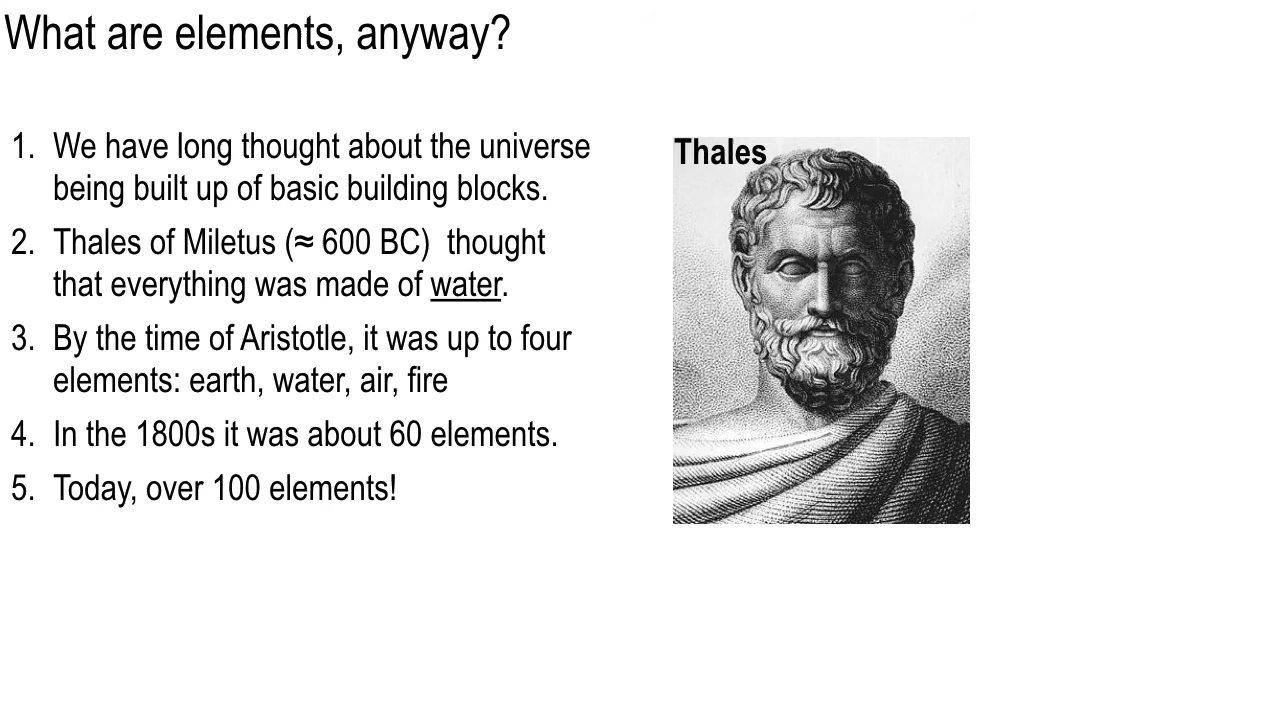 What are elements, anyway?
1. We have long thought about the universe
being built up of basic building blocks.
2. Thales of Miletus (≈ 600 BC)  thought
that everything was made of water.
3. By the time of Aristotle, it was up to four
elements: earth, water, air, fire
4. In the 1800s it was about 60 elements.
5. Today, over 100 elements!
Thales